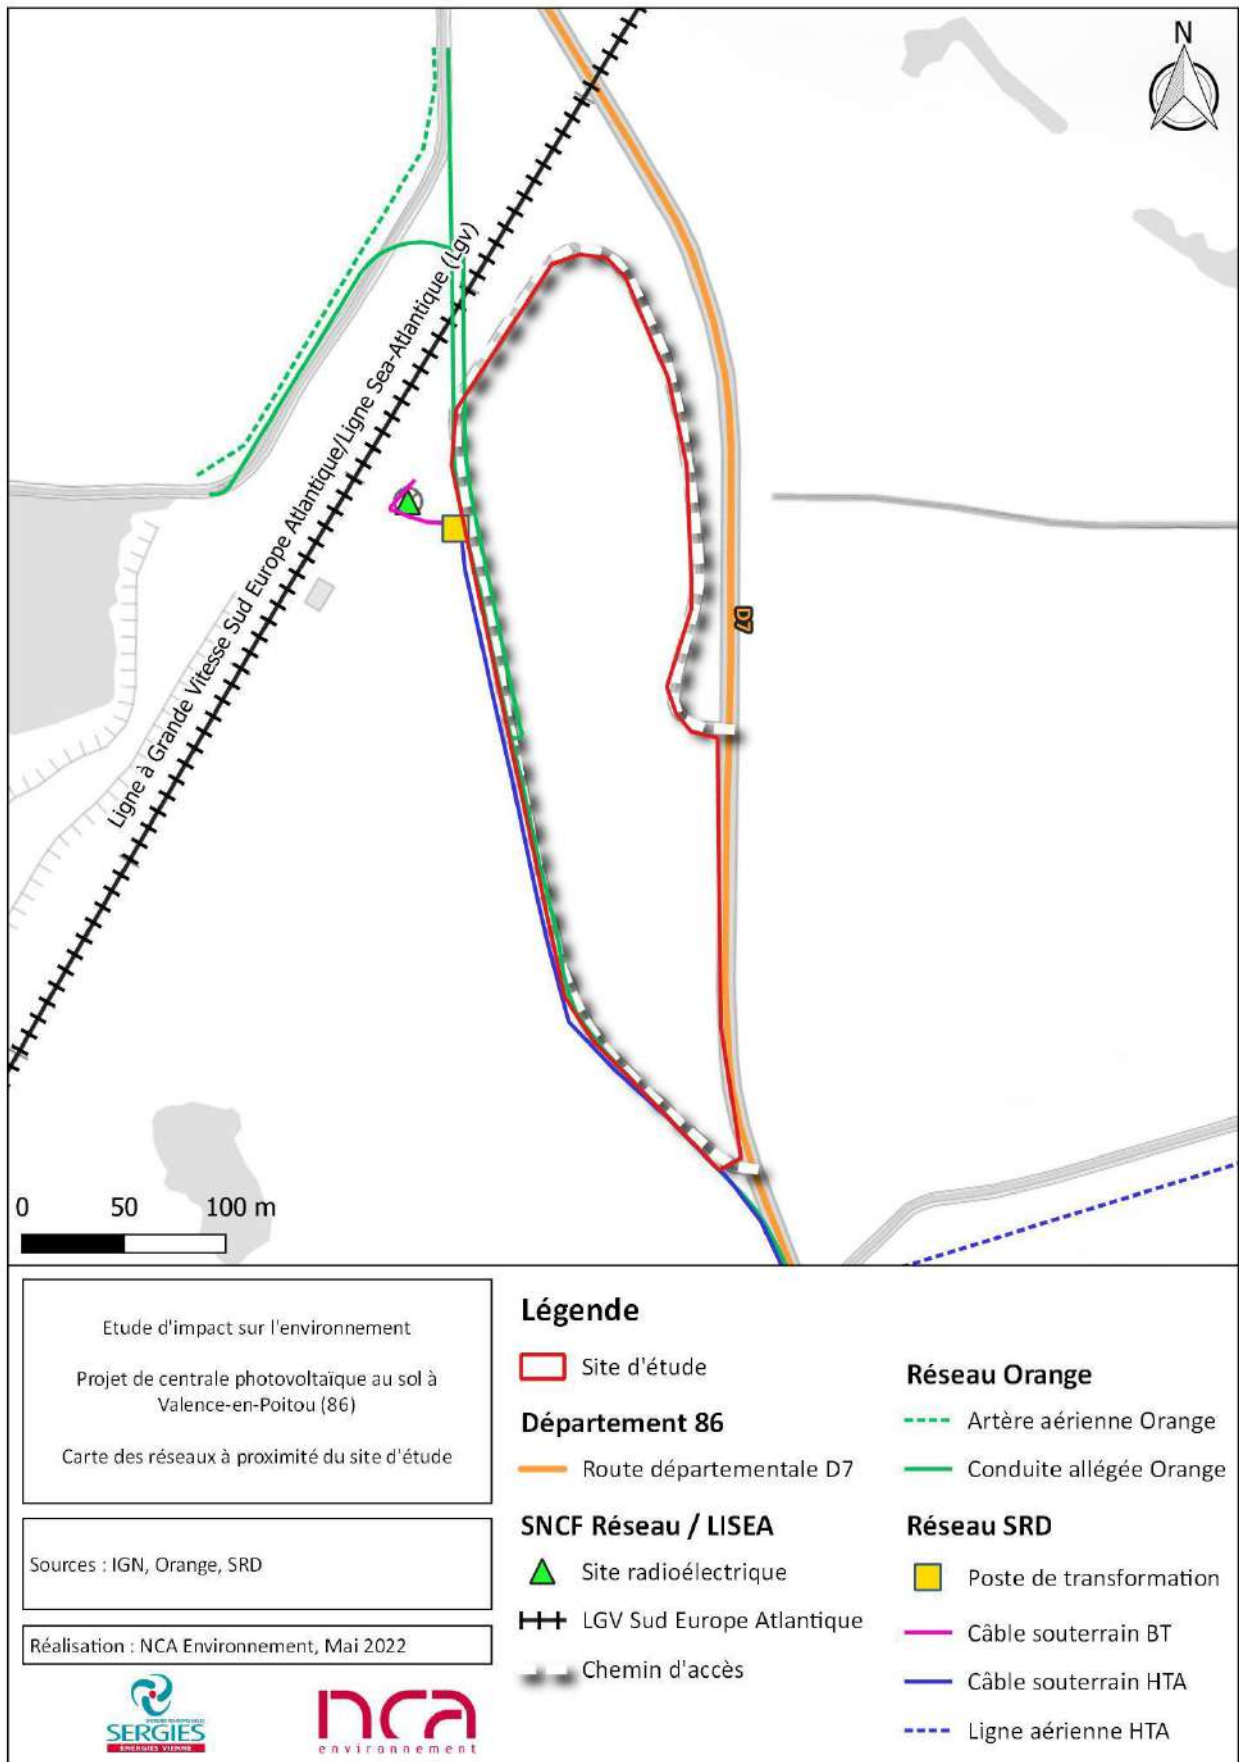 N
Ligne à Grande Vitesse Sud Europe Atlantique/Ligne Sea-Atlantique (Lgv)
D7
0 50 100 m
Etude d'impact sur l'environnement
Projet de centrale photovoltaïque au sol à
Valence-en-Poitou (86)
Carte des réseaux à proximité du site d'étude
Sources : IGN, Orange, SRD
Réalisation : NCA Environnement, Mai 2022
SERGIES
ENERGIES VIENNE
nca
environnement
Légende
Site d'étude
Département 86
Route départementale D7
SNCF Réseau / LISEA
Site radioélectrique
LGV Sud Europe Atlantique
Chemin d'accès
Réseau Orange
Artère aérienne Orange
Conduite allégée Orange
Réseau SRD
Poste de transformation
Câble souterrain BT
Câble souterrain HTA
Ligne aérienne HTA